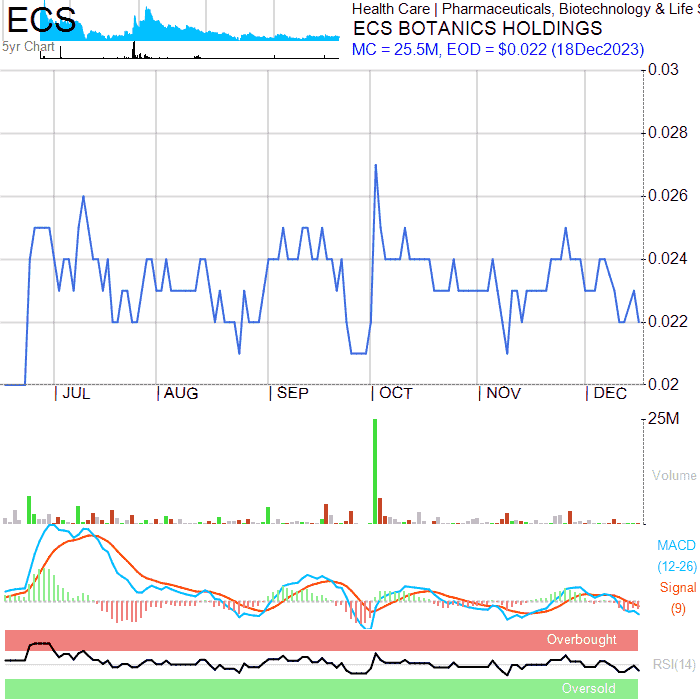 ECS
5yr Chart
Health Care | Pharmaceuticals, Biotechnology & Life S
ECS BOTANICS HOLDINGS
MC = 25.5M, EOD = $0.022 (18Dec2023)
0.03
0.028
0.026
0.024
0.022
0.02
| JUL | AUG | SEP | OCT | NOV | DEC
25M
Volume
MACD
(12-26)
Signal
(9)
Overbought
RSI(14)
Oversold